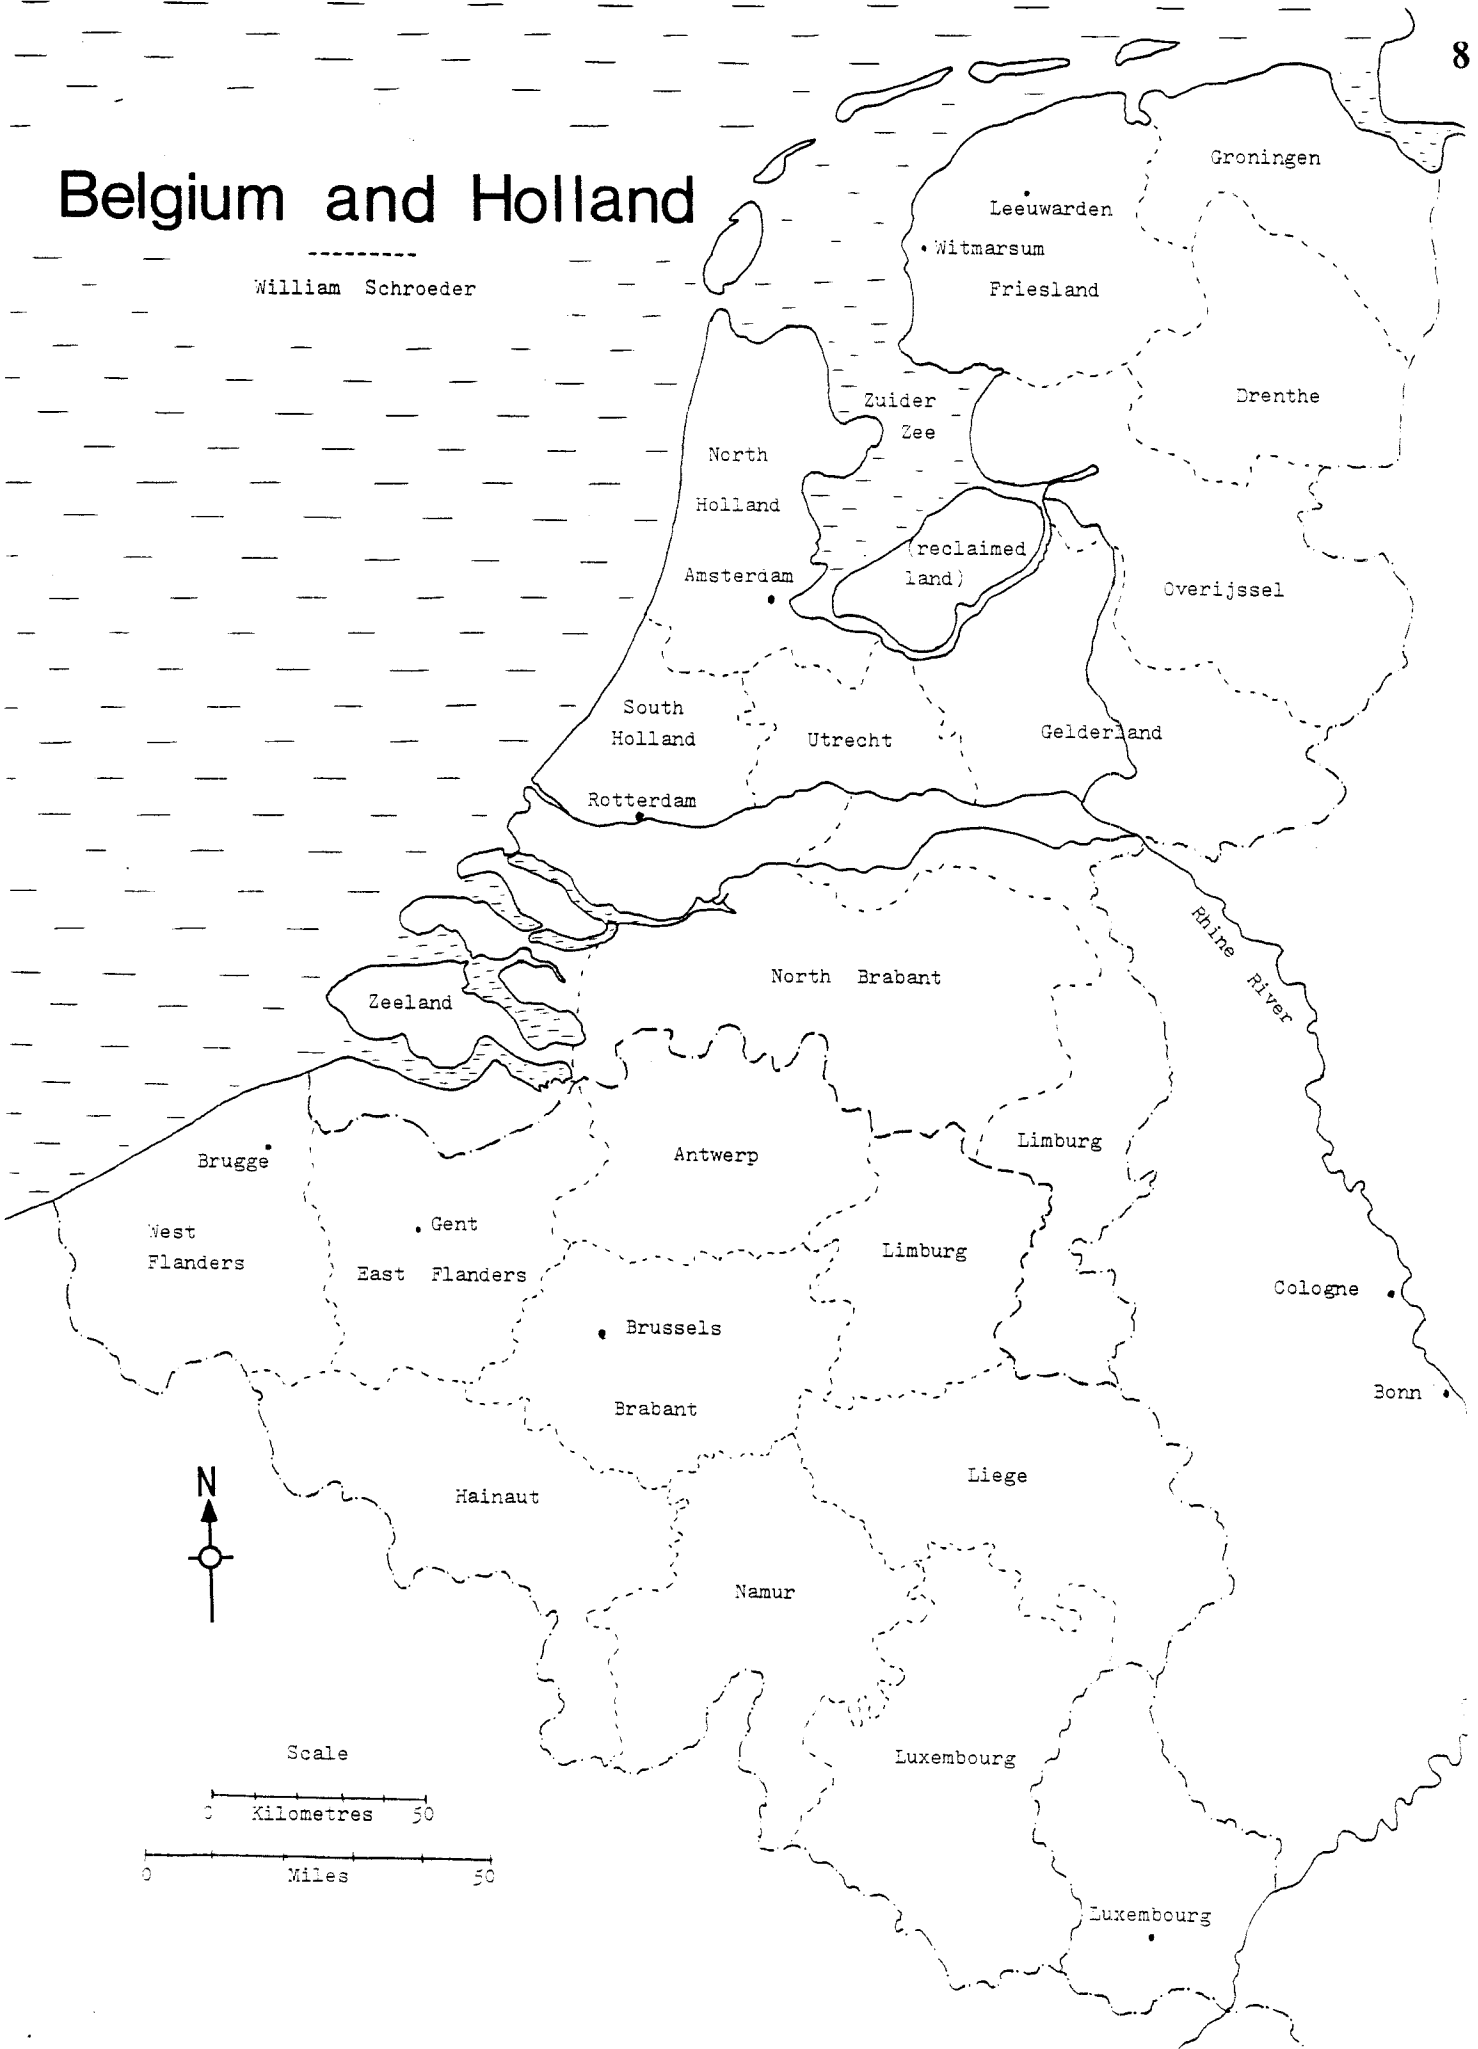 8
Belgium and Holland
William Schroeder
Groningen
Leeuwarden
Witmarsum
Friesland
Drenthe
Zuider
Zee
North
Holland
(reclaimed
land)
Amsterdam
Overijssel
South
Holland
Utrecht
Gelderland
Rotterdam
Rhine River
North Brabant
Zeeland
Antwerp
Limburg
Brugge
Gent
West
Flanders
Limburg
East Flanders
Cologne
Brussels
Bonn
Brabant
N
Liege
Hainaut
Namur
Scale
Luxembourg
0 Kilometres 50
0 Miles 50
Luxembourg